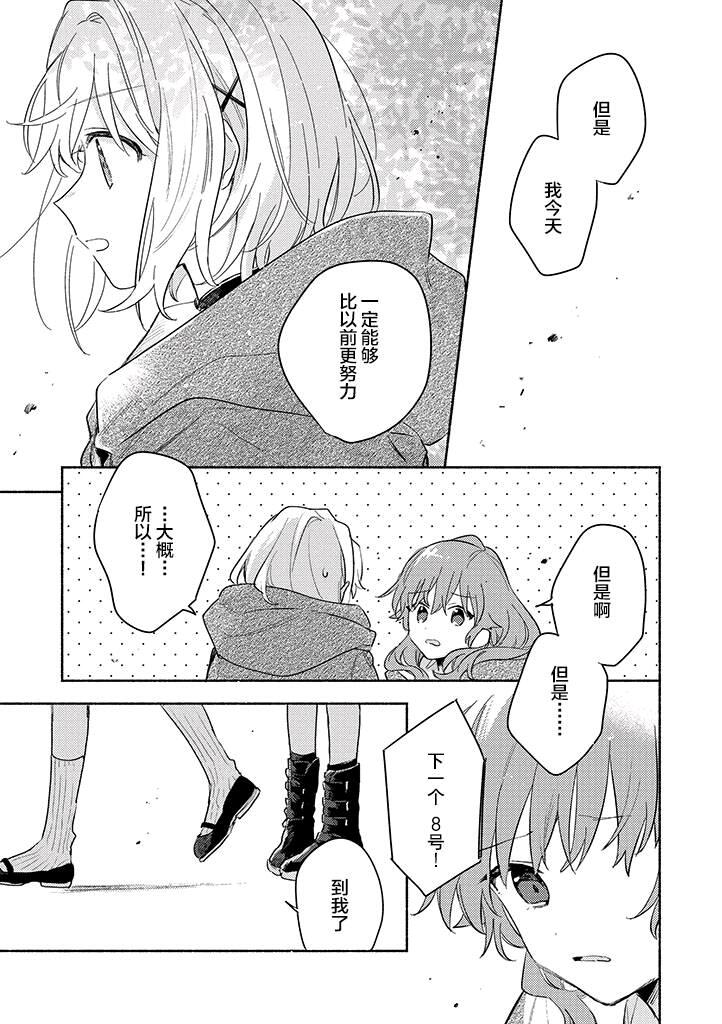 但是
我今天
一定能够
比以前更努力
但是啊
但是……
…大概…
所以…！
下一个 8号！
到我了